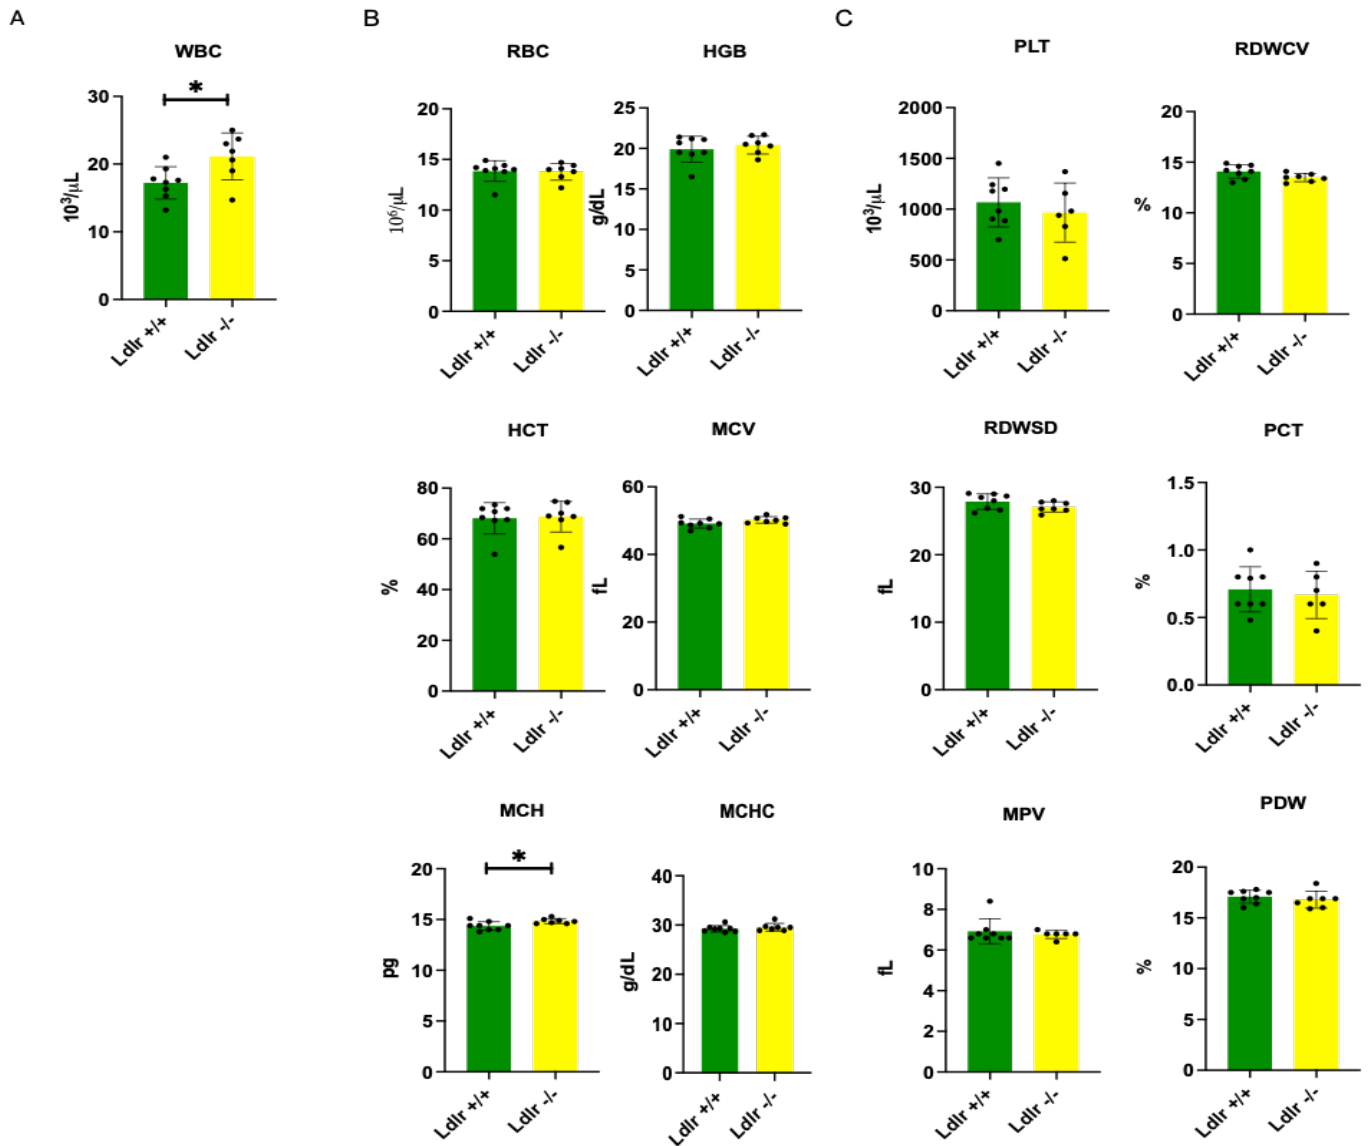 A
B
C
WBC
*
30
20
10
0
10³/μL
Ldlr +/+
Ldlr -/-
RBC
20
15
10
5
0
10⁶/μL
Ldlr +/+
Ldlr -/-
HGB
25
20
15
10
5
0
g/dL
Ldlr +/+
Ldlr -/-
PLT
2000
1500
1000
500
0
10³/μL
Ldlr +/+
Ldlr -/-
RDWCV
20
15
10
5
0
%
Ldlr +/+
Ldlr -/-
HCT
80
60
40
20
0
%
Ldlr +/+
Ldlr -/-
MCV
60
40
20
0
fL
Ldlr +/+
Ldlr -/-
RDWSD
30
20
10
0
fL
Ldlr +/+
Ldlr -/-
PCT
1.5
1.0
0.5
0.0
%
Ldlr +/+
Ldlr -/-
MCH
*
20
15
10
5
0
pg
Ldlr +/+
Ldlr -/-
MCHC
40
30
20
10
0
g/dL
Ldlr +/+
Ldlr -/-
MPV
10
8
6
4
2
0
fL
Ldlr +/+
Ldlr -/-
PDW
20
15
10
5
0
%
Ldlr +/+
Ldlr -/-